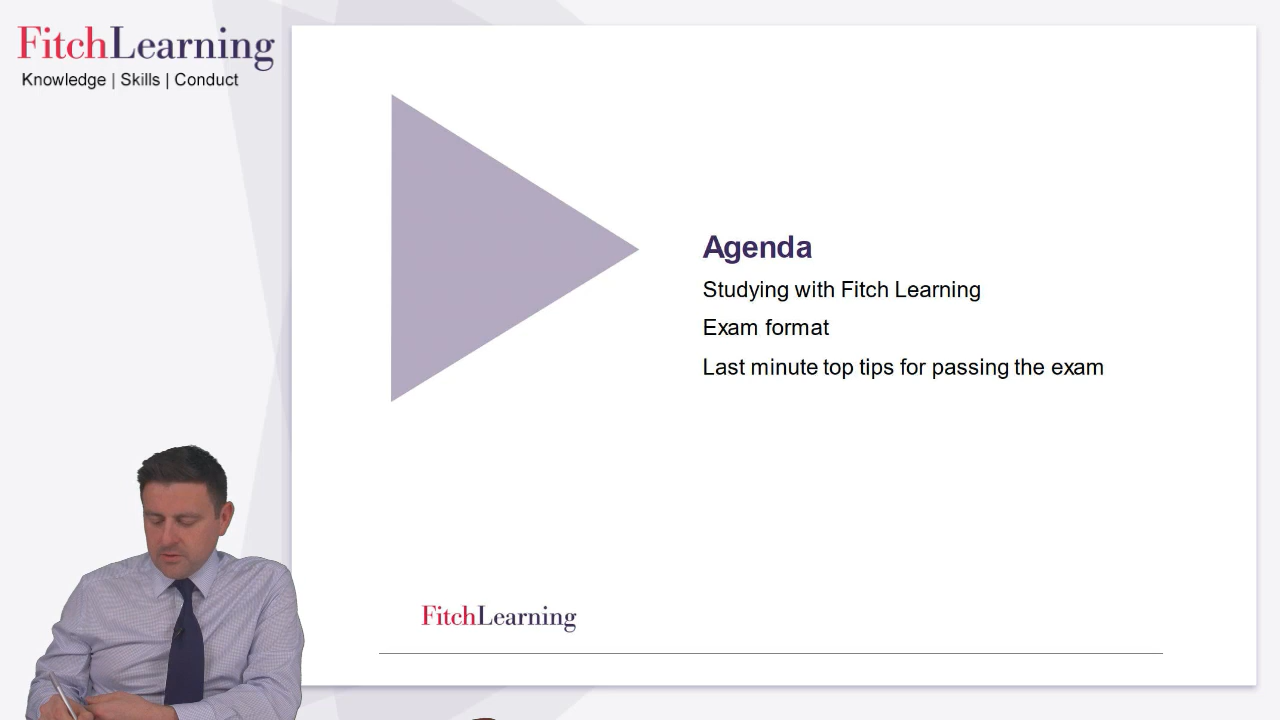 FitchLearning
Knowledge | Skills | Conduct
Agenda
Studying with Fitch Learning
Exam format
Last minute top tips for passing the exam
FitchLearning